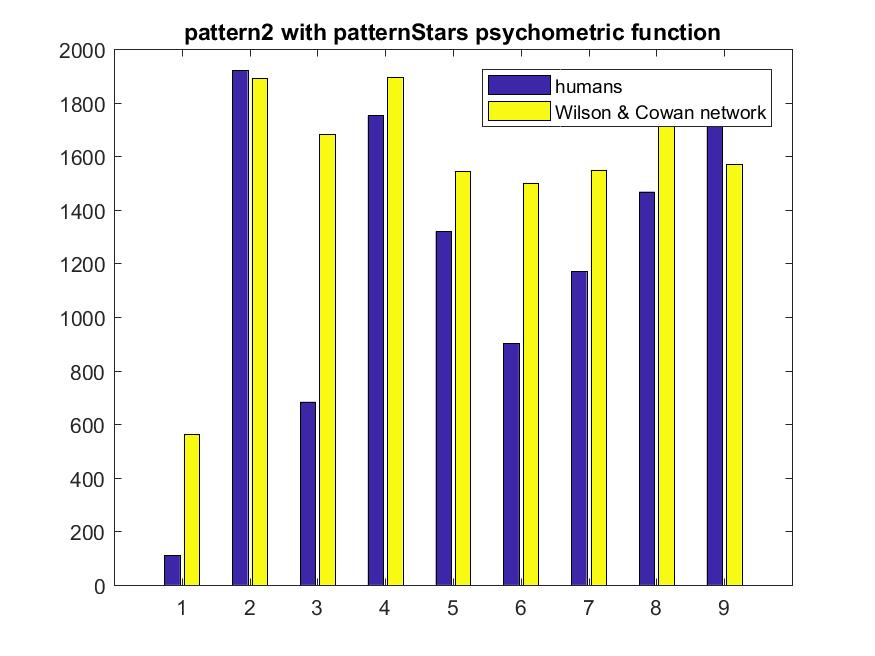 pattern2 with patternStars psychometric function
2000
1800
1600
1400
1200
1000
800
600
400
200
0
humans
Wilson & Cowan network
1 2 3 4 5 6 7 8 9